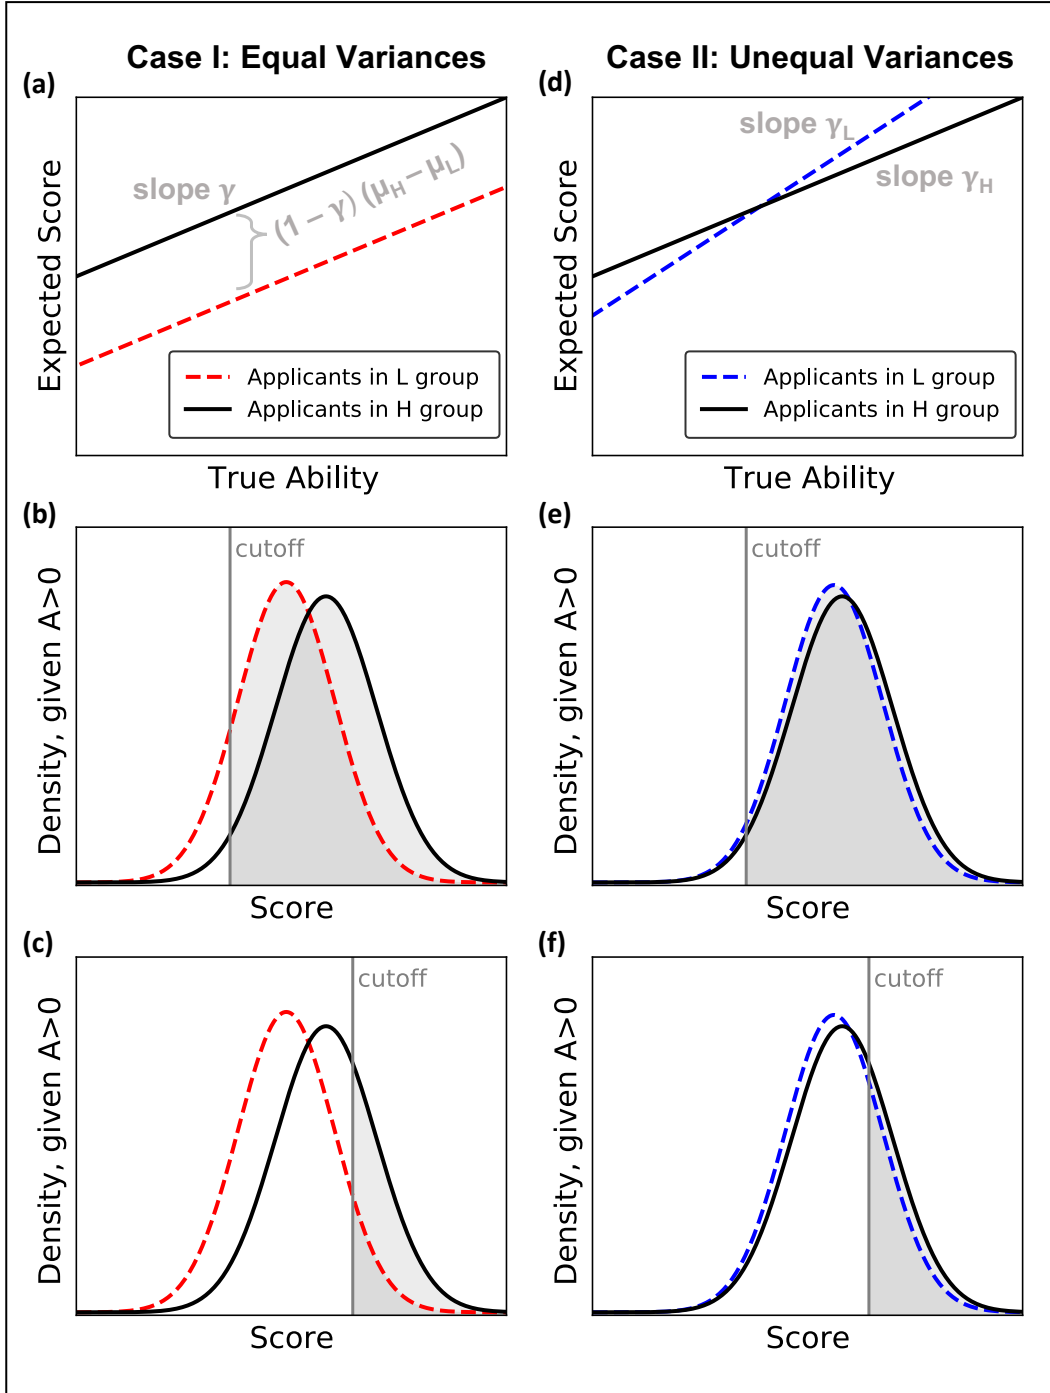 Case I: Equal Variances
(a)
Expected Score
slope γ
(1 − γ) (μH − μL)
Applicants in L group
Applicants in H group
True Ability
(b)
cutoff
Density, given A>0
Score
(c)
cutoff
Density, given A>0
Score
Case II: Unequal Variances
(d)
Expected Score
slope γL
slope γH
Applicants in L group
Applicants in H group
True Ability
(e)
cutoff
Density, given A>0
Score
(f)
cutoff
Density, given A>0
Score